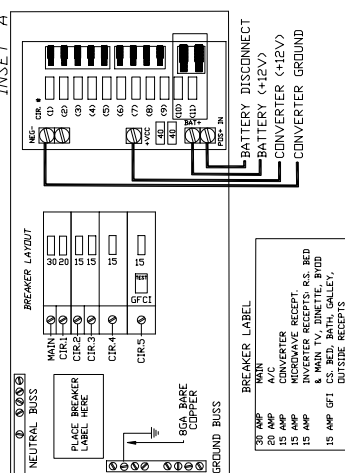 INSET A
CIR. #
(1)
(2)
(3)
(4)
(5)
(6)
(7)
(8)
(9)
(10)
(11)
NEG-
+VCC
40
40
BAT+
POS+ IN
BATTERY DISCONNECT
BATTERY (+12V)
CONVERTER (+12V)
CONVERTER GROUND
BREAKER LAYOUT
30
20
15
15
15
15
TEST
GFCI
MAIN
CIR.1
CIR.2
CIR.3
CIR.4
CIR.5
NEUTRAL BUSS
PLACE BREAKER
LABEL HERE
8GA BARE
COPPER
GROUND BUSS
BREAKER LABEL
30 AMP MAIN
20 AMP A/C
15 AMP CONVERTER
15 AMP MICROWAVE RECEPT.
15 AMP INVERTER RECEPTS: R.S. BED
& MAIN TV, DINETTE, BYOD
15 AMP GFI CS. BED, BATH, GALLEY,
OUTSIDE RECEPTS